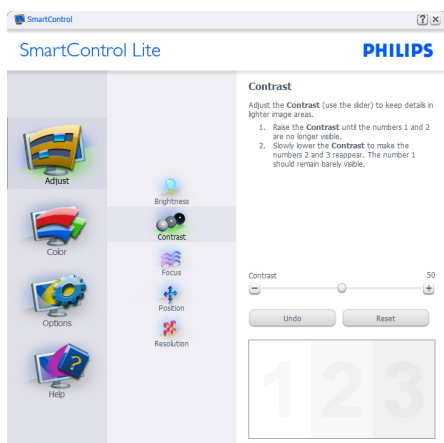 SmartControl
SmartControl Lite
PHILIPS
Adjust
Color
Options
Help
Brightness
Contrast
Focus
Position
Resolution
Contrast
Adjust the Contrast (use the slider) to keep details in
lighter image areas.
1. Raise the Contrast until the numbers 1 and 2
are no longer visible.
2. Slowly lower the Contrast to make the
numbers 2 and 3 reappear. The number 1
should remain barely visible.
Contrast 50
Undo Reset
1 2 3